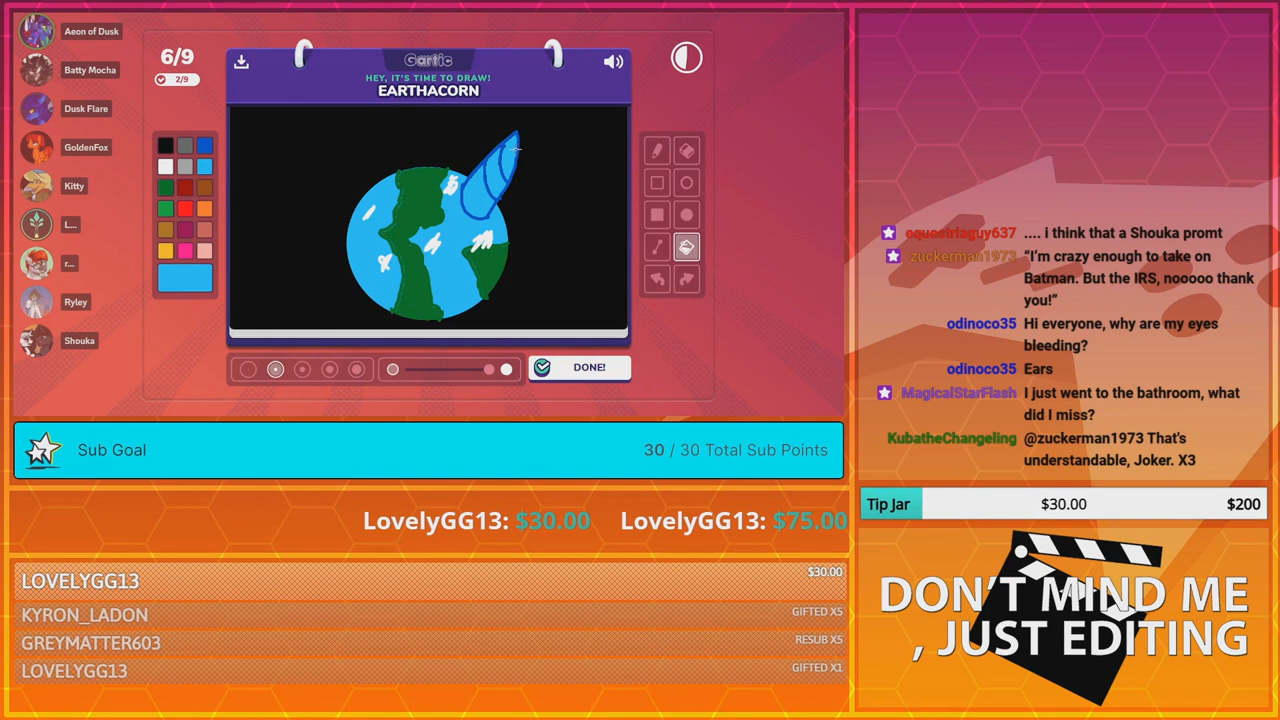 Aeon of Dusk
Batty Mocha
Dusk Flare
GoldenFox
Kitty
L...
r...
Ryley
Shouka
6/9
2/9
Gartic
HEY, IT'S TIME TO DRAW!
EARTHACORN
DONE!
Sub Goal
30 / 30 Total Sub Points
LovelyGG13: $30.00 LovelyGG13: $75.00
LOVELYGG13 $30.00
KYRON_LADON GIFTED X5
GREYMATTER603 RESUB X5
LOVELYGG13 GIFTED X1
equestriaguy637 .... i think that a Shouka promt
zuckerman1973 “I'm crazy enough to take on
Batman. But the IRS, nooooo thank
you!”
odinoco35 Hi everyone, why are my eyes
bleeding?
odinoco35 Ears
MagicalStarFlash I just went to the bathroom, what
did I miss?
KubatheChangeling @zuckerman1973 That's
understandable, Joker. X3
Tip Jar $30.00 $200
DON'T MIND ME
, JUST EDITING